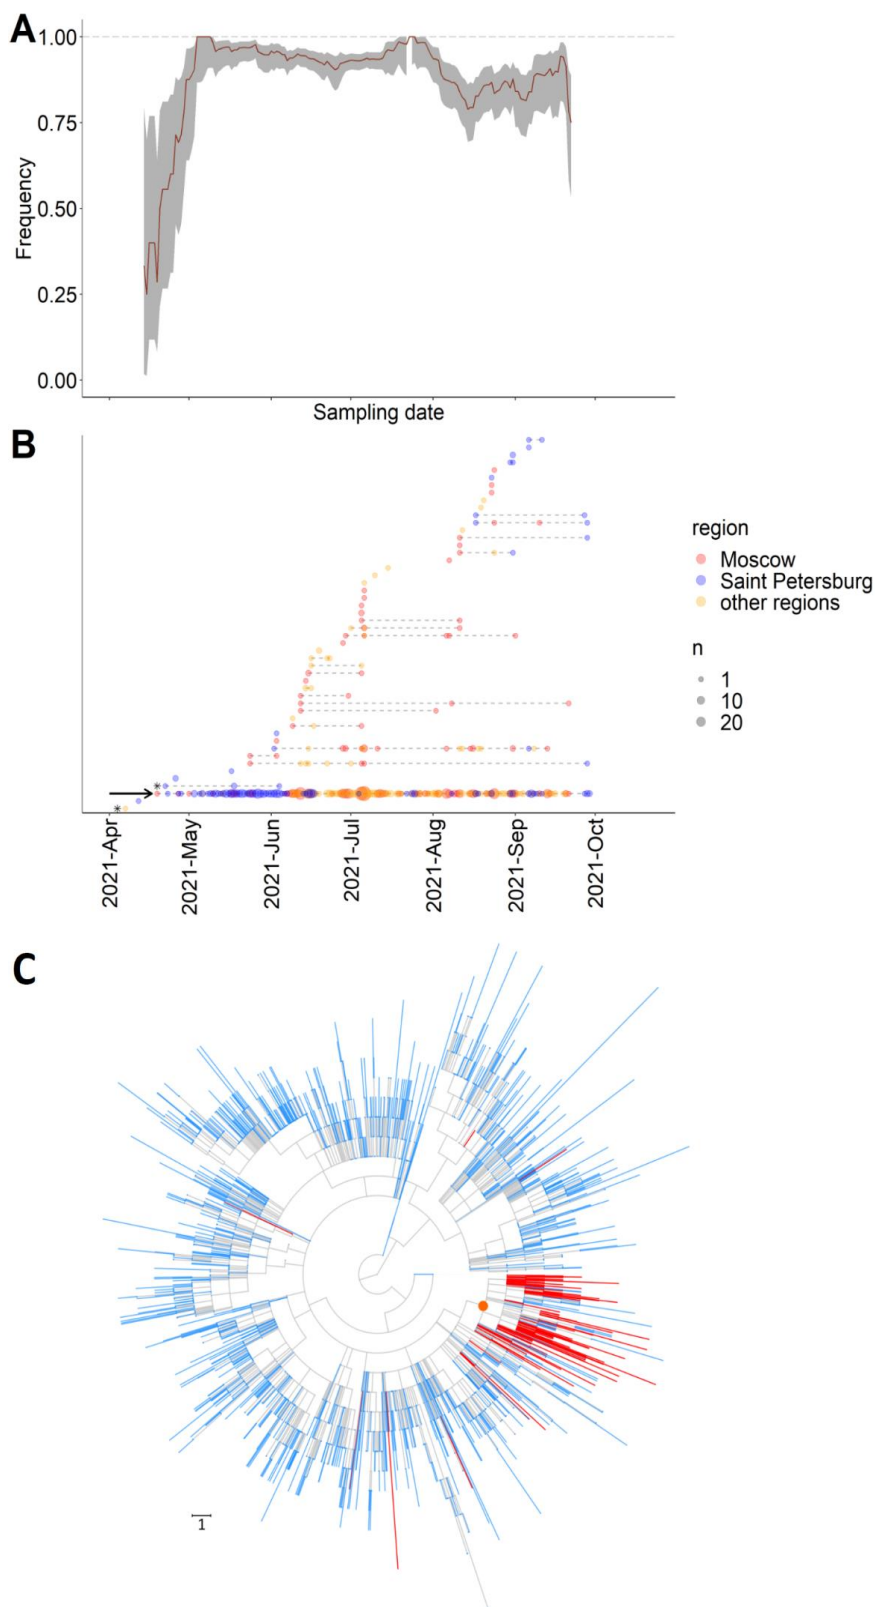 A
1.00
0.75
0.50
0.25
0.00
Frequency
Sampling date
B
region
Moscow
Saint Petersburg
other regions
n
1
10
20
*
*
2021-Apr
2021-May
2021-Jun
2021-Jul
2021-Aug
2021-Sep
2021-Oct
C
1